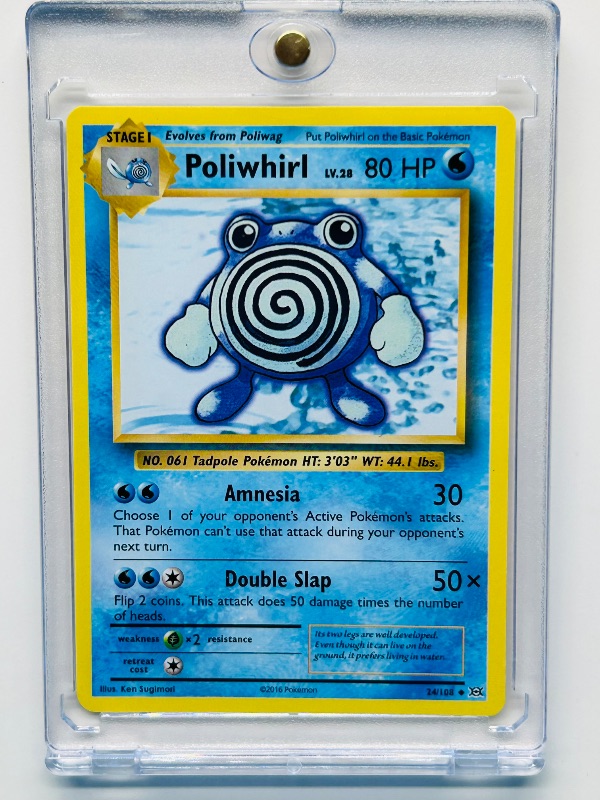 STAGE 1 Evolves from Poliwag Put Poliwhirl on the Basic Pokémon
Poliwhirl LV.28 80 HP
NO. 061 Tadpole Pokémon HT: 3'03" WT: 44.1 lbs.
Amnesia 30
Choose 1 of your opponent's Active Pokémon's attacks.
That Pokémon can't use that attack during your opponent's
next turn.
Double Slap 50×
Flip 2 coins. This attack does 50 damage times the number
of heads.
weakness ×2 resistance
retreat
cost
Its two legs are well developed.
Even though it can live on the
ground, it prefers living in water.
Illus. Ken Sugimori ©2016 Pokémon 24/108